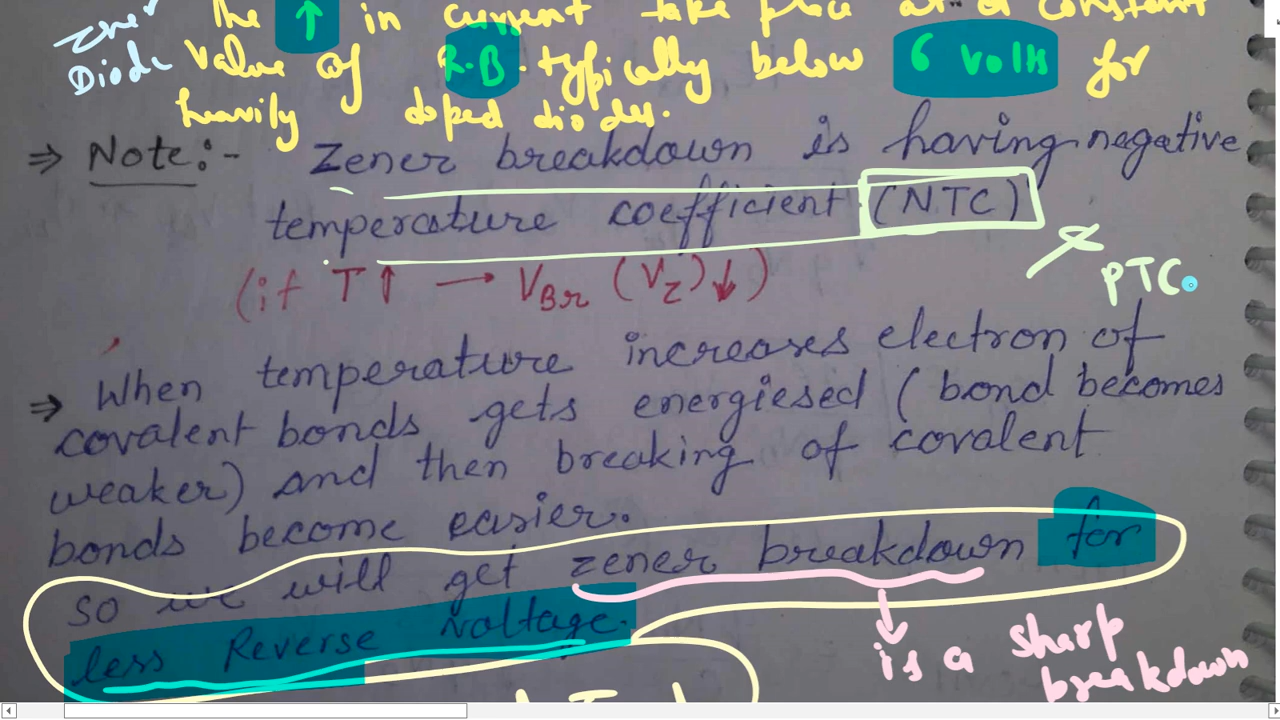 Zener The ↑ in current take place at a constant
Diode value of R.B. typically below 6 volts for
heavily doped diodes.
⇒ Note:- Zener breakdown is having negative
temperature coefficient (NTC)
PTC
(if T↑ → VBr (VZ)↓)
⇒ When temperature increases electron of
covalent bonds gets energiesed (bond becomes
weaker) and then breaking of covalent
bonds become easier.
so we will get zener breakdown for
less Reverse voltage.
↓
is a sharp
breakdown